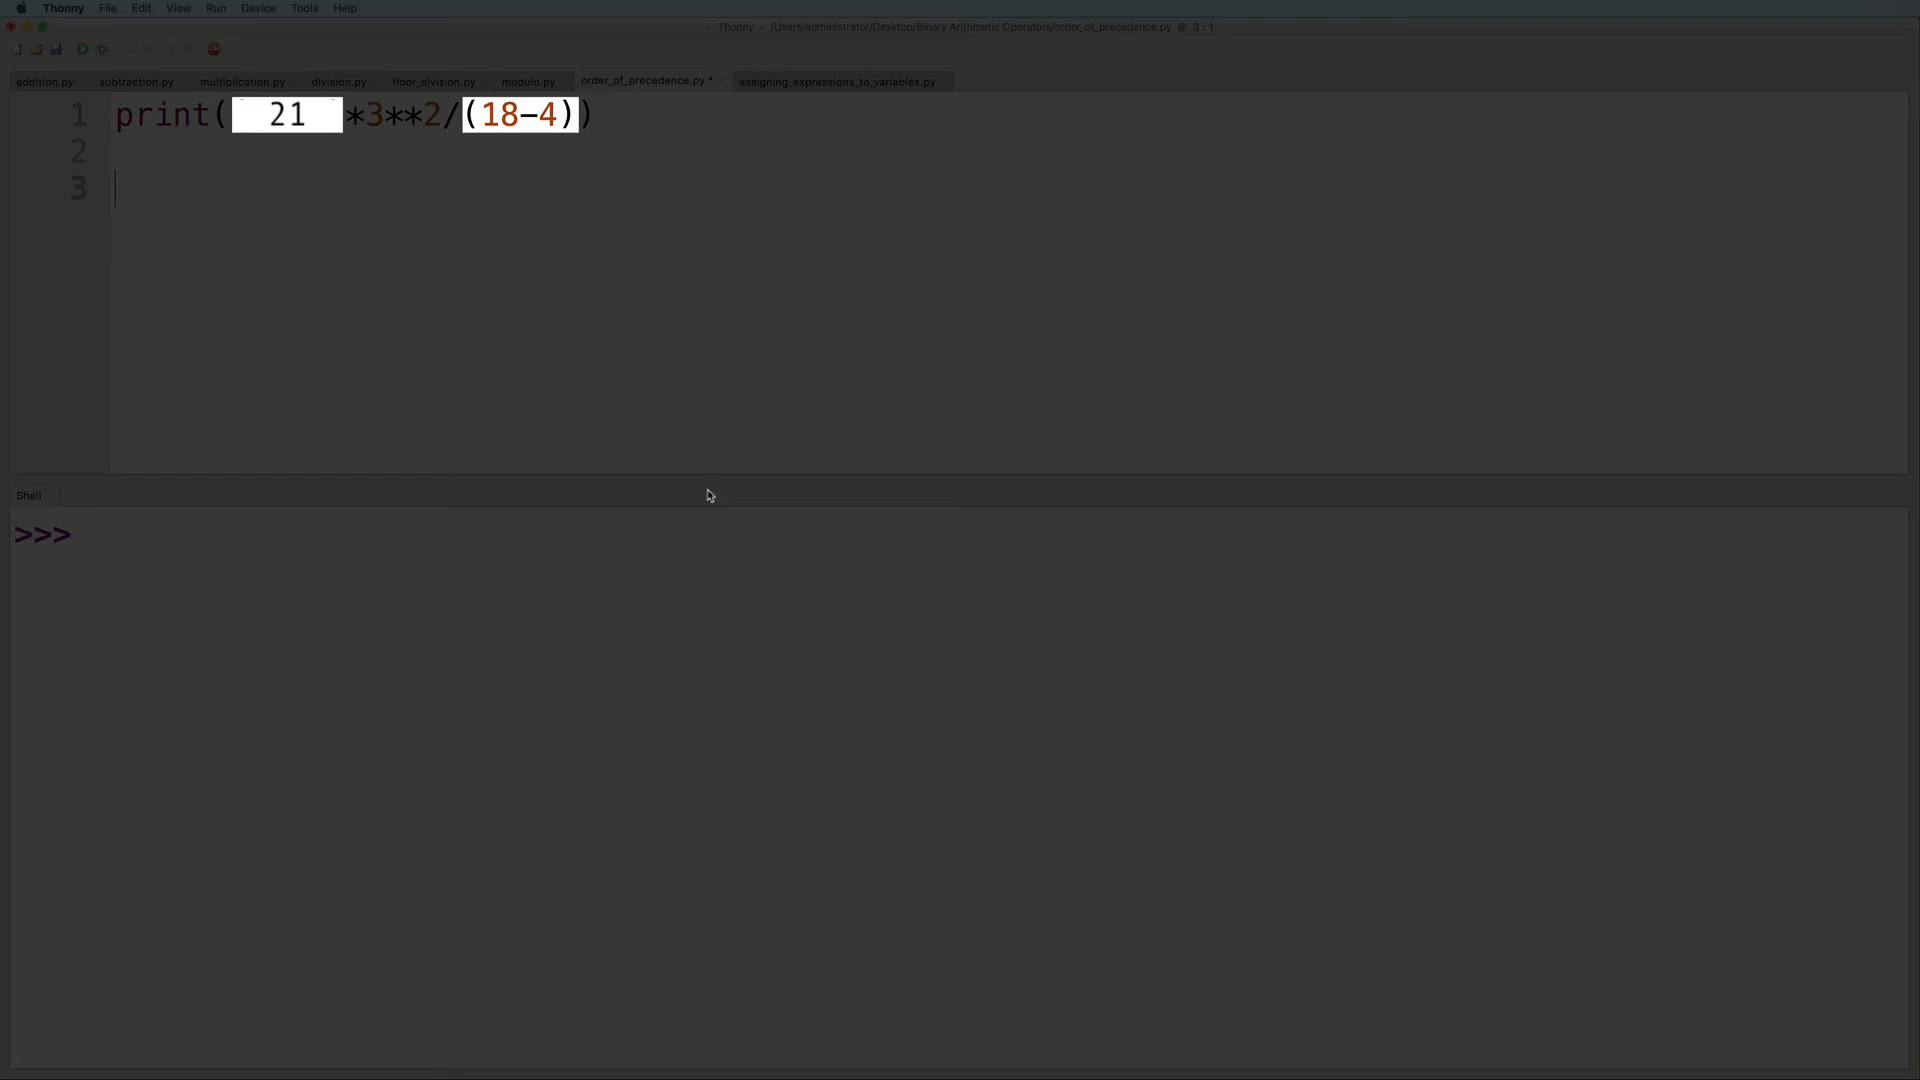 Thonny File Edit View Run Device Tools Help
Thonny - /Users/administrator/Desktop/Binary Arithmetic Operators/order_of_precedence.py @ 3 : 1
addition.py subtraction.py multiplication.py division.py floor_division.py modulo.py order_of_precedence.py * assigning_expressions_to_variables.py
1 print( 21 *3**2/(18-4))
2
3
Shell
>>>